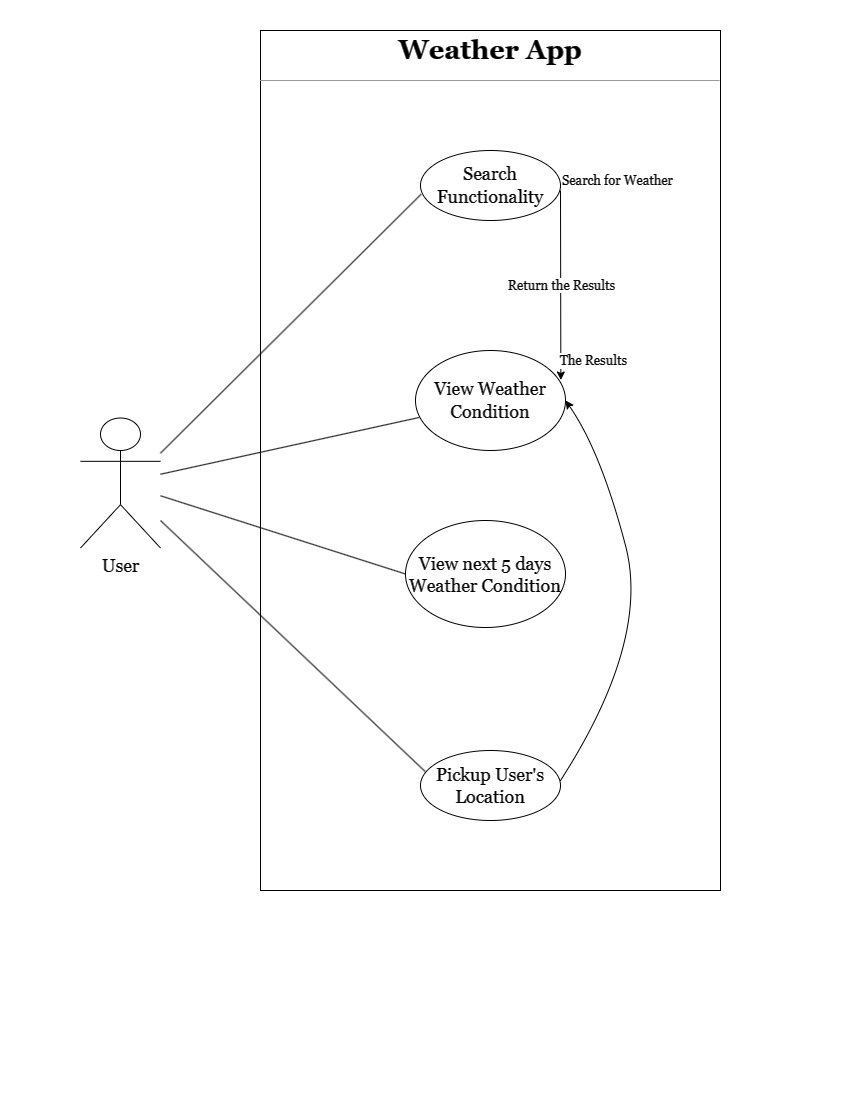 Weather App
Search
Functionality
Search for Weather
Return the Results
The Results
View Weather
Condition
User
View next 5 days
Weather Condition
Pickup User's
Location